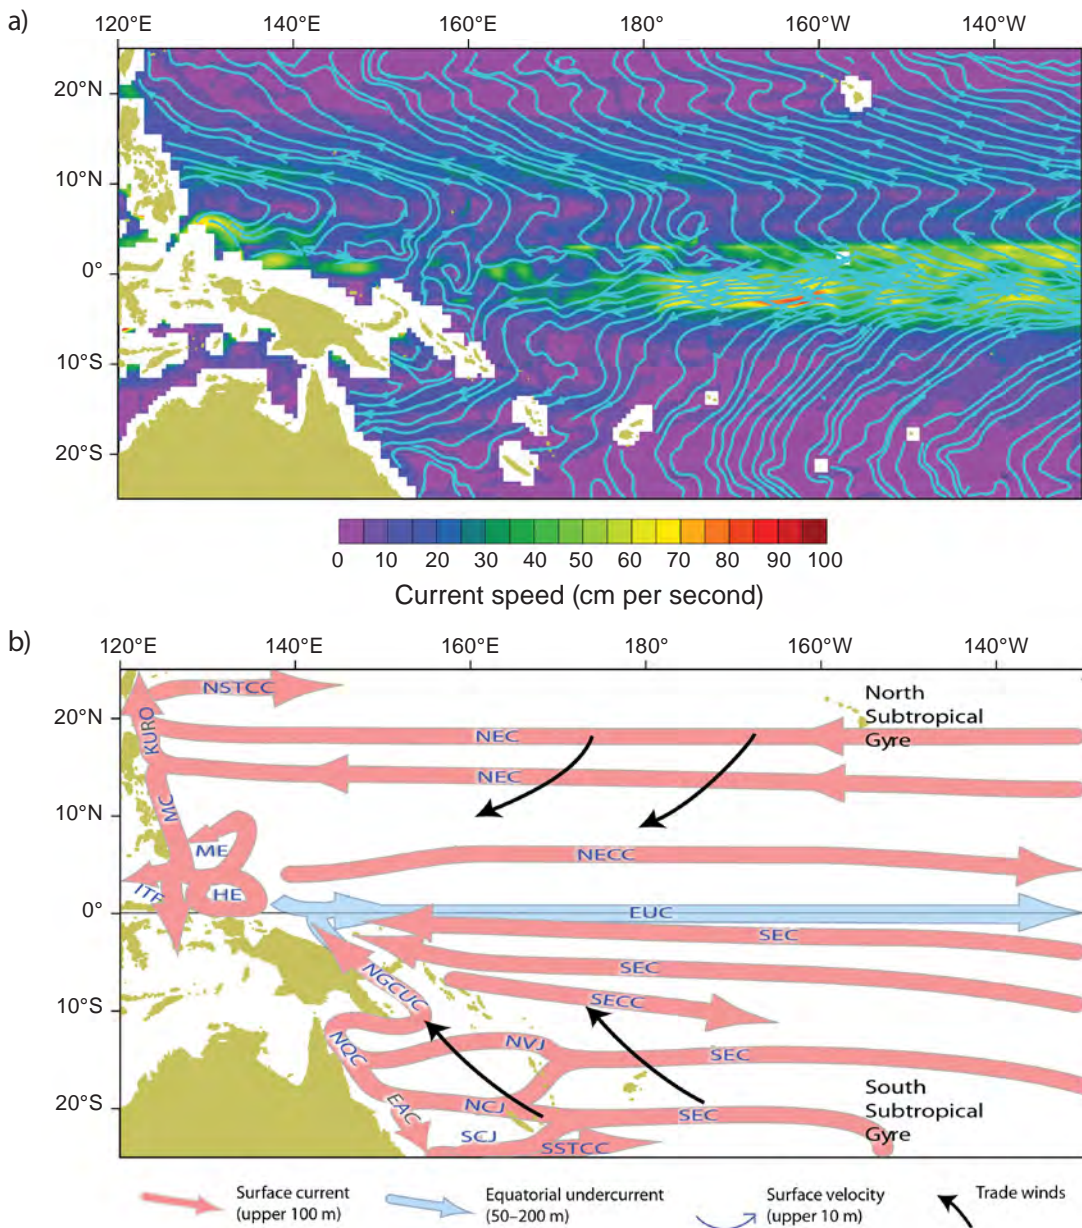 a)
120°E 140°E 160°E 180° 160°W 140°W
20°N
10°N
0°
10°S
20°S
0 10 20 30 40 50 60 70 80 90 100
Current speed (cm per second)
b)
120°E 140°E 160°E 180° 160°W 140°W
20°N
10°N
0°
10°S
20°S
NSTCC
North
Subtropical
Gyre
KURO
NEC
NEC
MC
ME
NECC
ITF
HE
EUC
SEC
SEC
NGCUC
SECC
NQC
NVJ
SEC
EAC
NCJ
SEC
South
Subtropical
Gyre
SCJ
SSTCC
Surface current
(upper 100 m)
Equatorial undercurrent
(50–200 m)
Surface velocity
(upper 10 m)
Trade winds